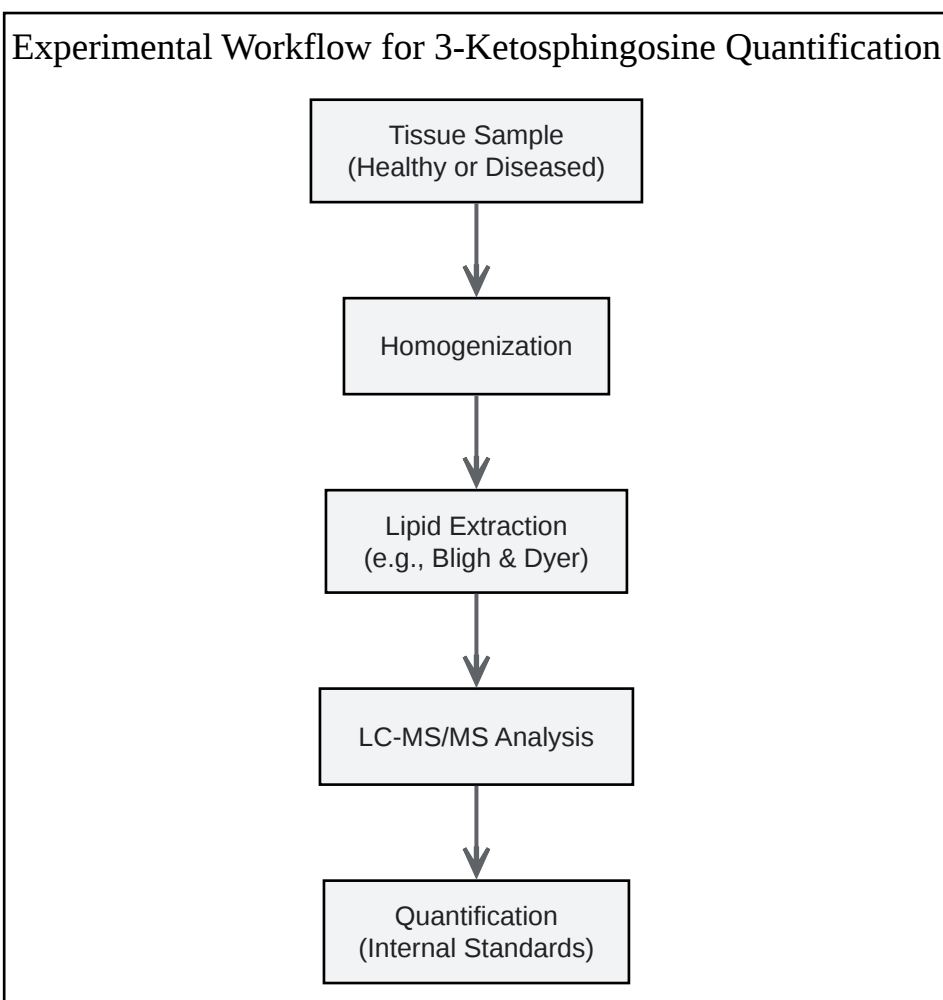 Experimental Workflow for 3-Ketosphingosine Quantification
Tissue Sample
(Healthy or Diseased)
Homogenization
Lipid Extraction
(e.g., Bligh & Dyer)
LC-MS/MS Analysis
Quantification
(Internal Standards)